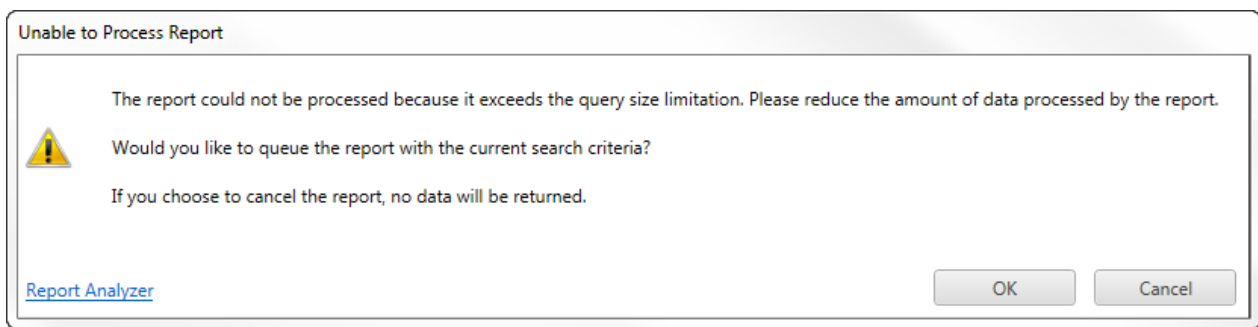 Unable to Process Report
The report could not be processed because it exceeds the query size limitation. Please reduce the amount of data processed by the report.
Would you like to queue the report with the current search criteria?
If you choose to cancel the report, no data will be returned.
Report Analyzer
OK
Cancel